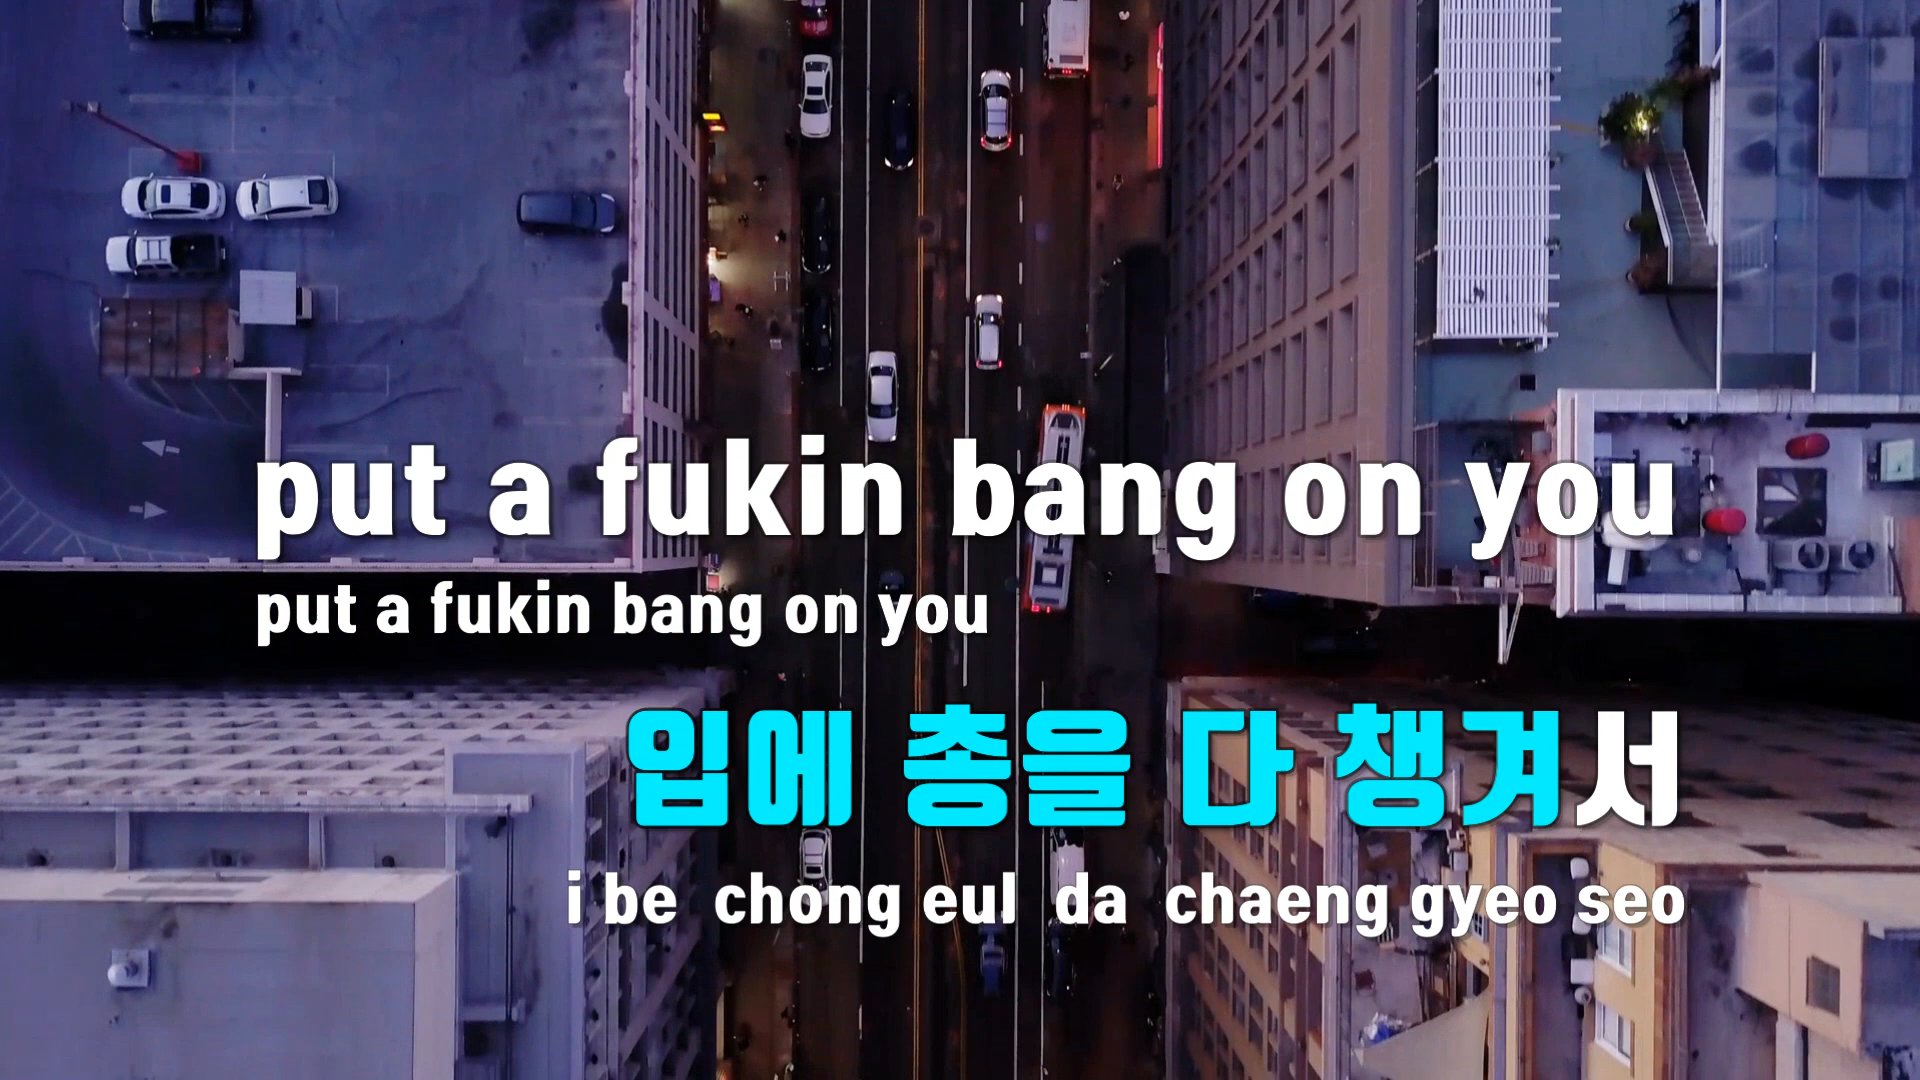 put a fukin bang on you
put a fukin bang on you
입에 총을 다 챙겨서
i be chong eul da chaeng gyeo seo